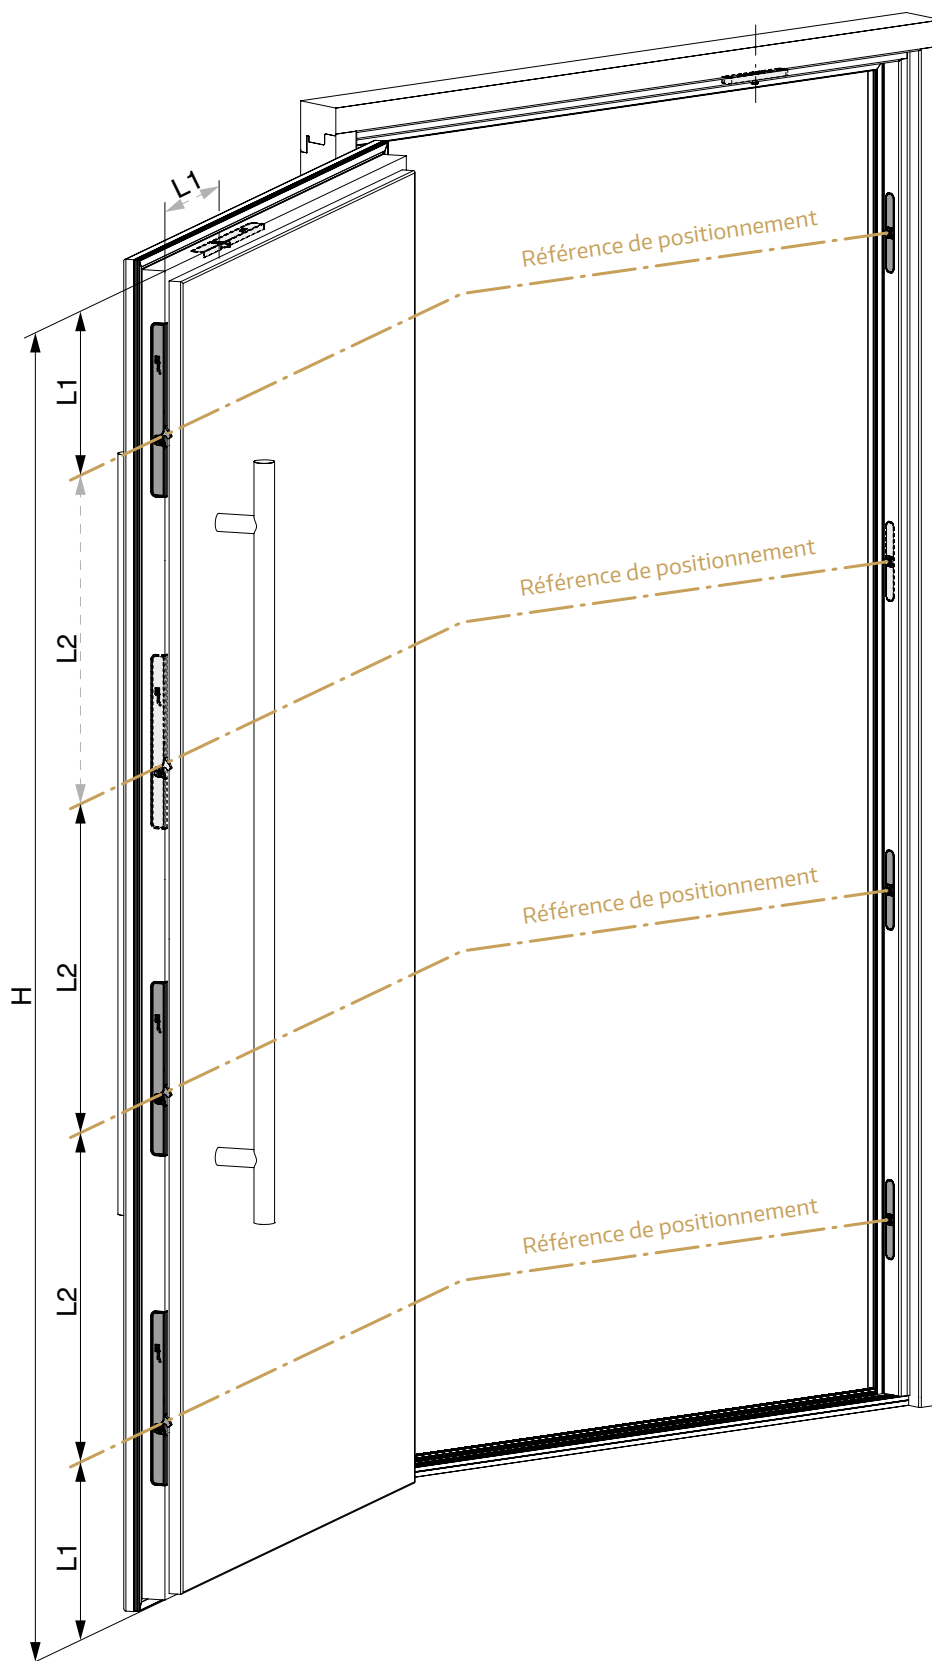 L1
Référence de positionnement
L1
Référence de positionnement
L2
Référence de positionnement
L2
H
Référence de positionnement
L2
L1